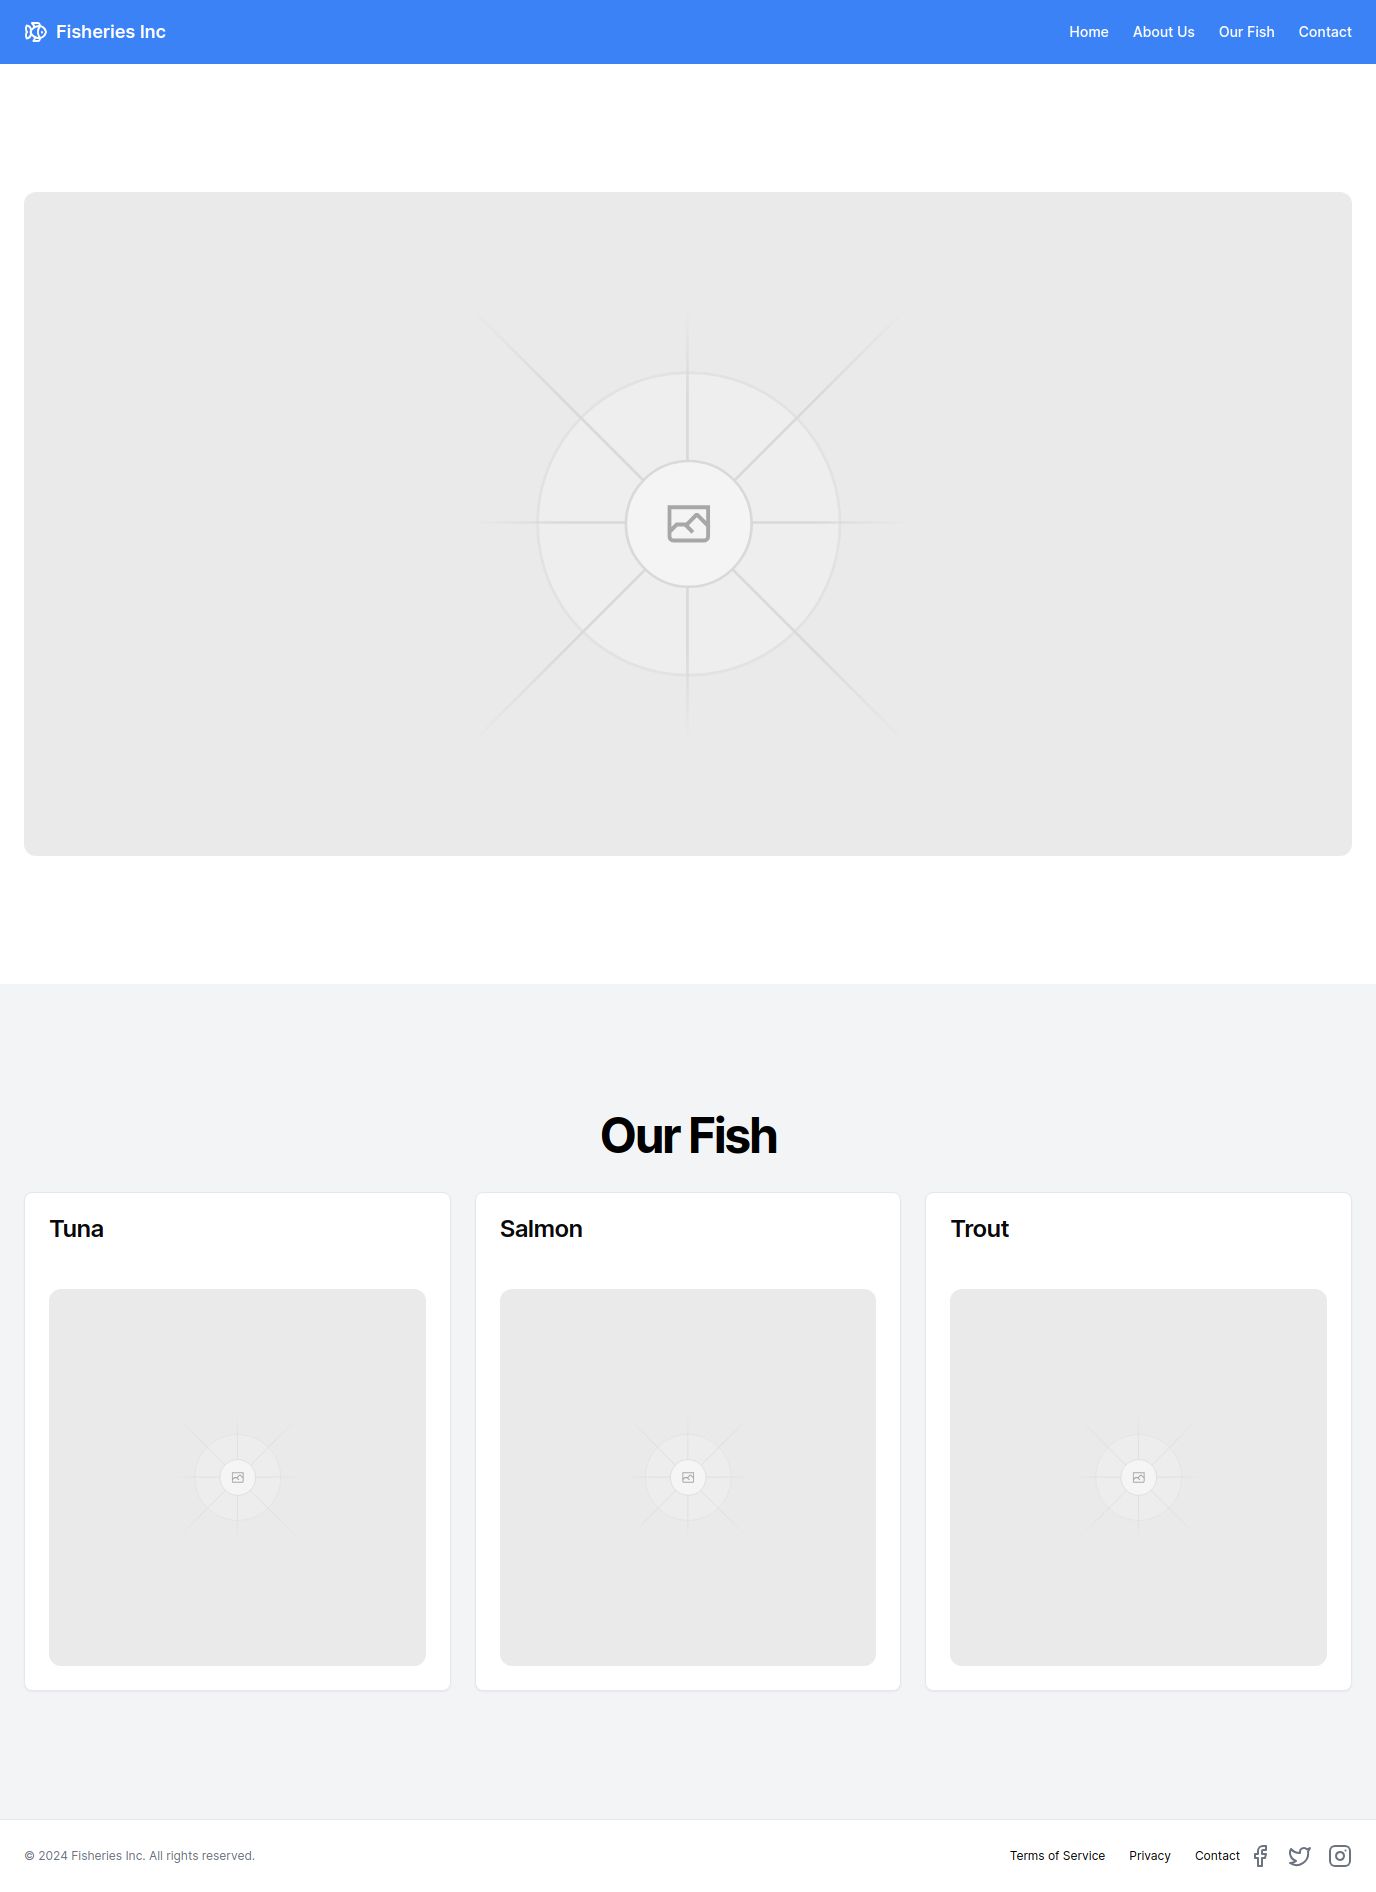 Fisheries Inc
Home About Us Our Fish Contact
Our Fish
Tuna
Salmon
Trout
© 2024 Fisheries Inc. All rights reserved.
Terms of Service Privacy Contact